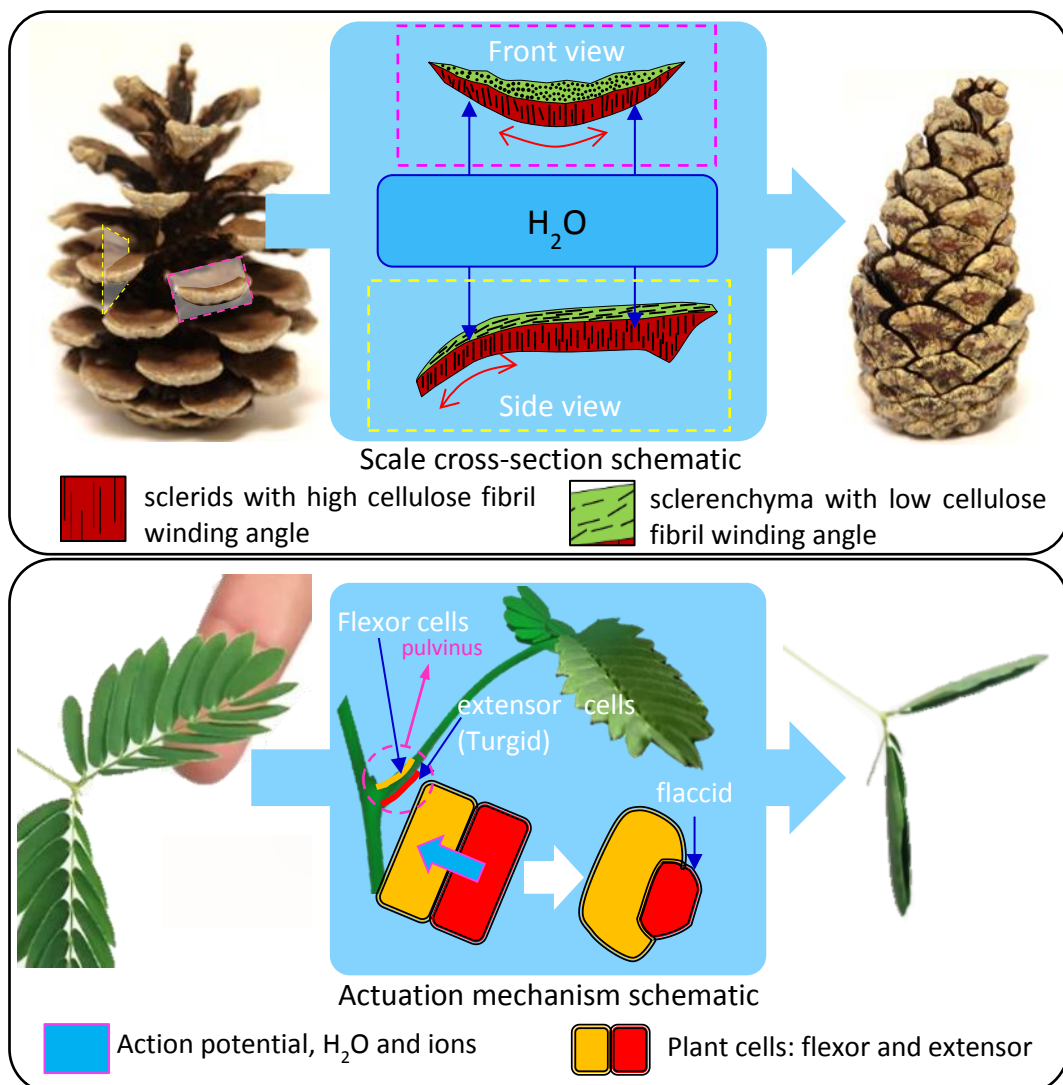 Front view
H₂O
Side view
Scale cross-section schematic
sclerids with high cellulose fibril
winding angle
sclerenchyma with low cellulose
fibril winding angle
Flexor cells
pulvinus
extensor cells
(Turgid)
flaccid
Actuation mechanism schematic
Action potential, H₂O and ions
Plant cells: flexor and extensor